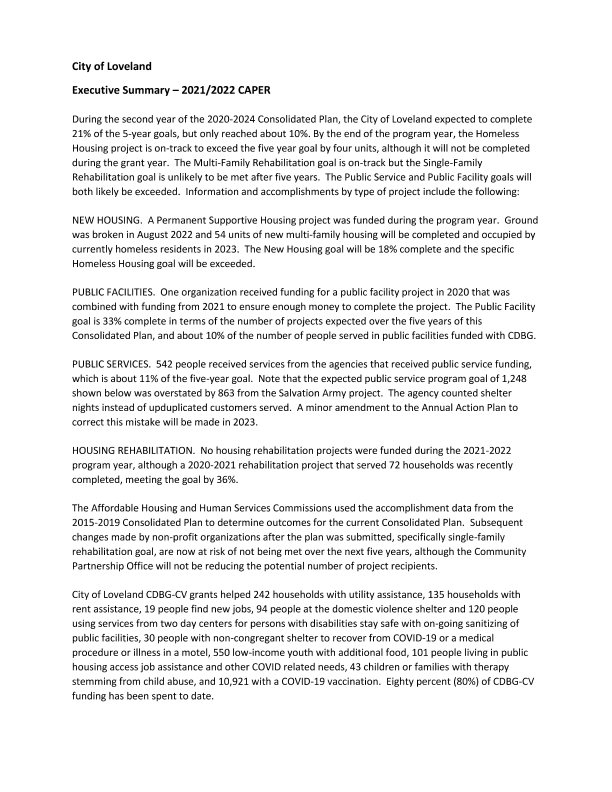 City of Loveland
Executive Summary – 2021/2022 CAPER
During the second year of the 2020-2024 Consolidated Plan, the City of Loveland expected to complete
21% of the 5-year goals, but only reached about 10%. By the end of the program year, the Homeless
Housing project is on-track to exceed the five year goal by four units, although it will not be completed
during the grant year.  The Multi-Family Rehabilitation goal is on-track but the Single-Family
Rehabilitation goal is unlikely to be met after five years.  The Public Service and Public Facility goals will
both likely be exceeded.  Information and accomplishments by type of project include the following:
NEW HOUSING.  A Permanent Supportive Housing project was funded during the program year.  Ground
was broken in August 2022 and 54 units of new multi-family housing will be completed and occupied by
currently homeless residents in 2023.  The New Housing goal will be 18% complete and the specific
Homeless Housing goal will be exceeded.
PUBLIC FACILITIES.  One organization received funding for a public facility project in 2020 that was
combined with funding from 2021 to ensure enough money to complete the project.  The Public Facility
goal is 33% complete in terms of the number of projects expected over the five years of this
Consolidated Plan, and about 10% of the number of people served in public facilities funded with CDBG.
PUBLIC SERVICES.  542 people received services from the agencies that received public service funding,
which is about 11% of the five-year goal.  Note that the expected public service program goal of 1,248
shown below was overstated by 863 from the Salvation Army project.  The agency counted shelter
nights instead of upduplicated customers served.  A minor amendment to the Annual Action Plan to
correct this mistake will be made in 2023.
HOUSING REHABILITATION.  No housing rehabilitation projects were funded during the 2021-2022
program year, although a 2020-2021 rehabilitation project that served 72 households was recently
completed, meeting the goal by 36%.
The Affordable Housing and Human Services Commissions used the accomplishment data from the
2015-2019 Consolidated Plan to determine outcomes for the current Consolidated Plan.  Subsequent
changes made by non-profit organizations after the plan was submitted, specifically single-family
rehabilitation goal, are now at risk of not being met over the next five years, although the Community
Partnership Office will not be reducing the potential number of project recipients.
City of Loveland CDBG-CV grants helped 242 households with utility assistance, 135 households with
rent assistance, 19 people find new jobs, 94 people at the domestic violence shelter and 120 people
using services from two day centers for persons with disabilities stay safe with on-going sanitizing of
public facilities, 30 people with non-congregant shelter to recover from COVID-19 or a medical
procedure or illness in a motel, 550 low-income youth with additional food, 101 people living in public
housing access job assistance and other COVID related needs, 43 children or families with therapy
stemming from child abuse, and 10,921 with a COVID-19 vaccination.  Eighty percent (80%) of CDBG-CV
funding has been spent to date.